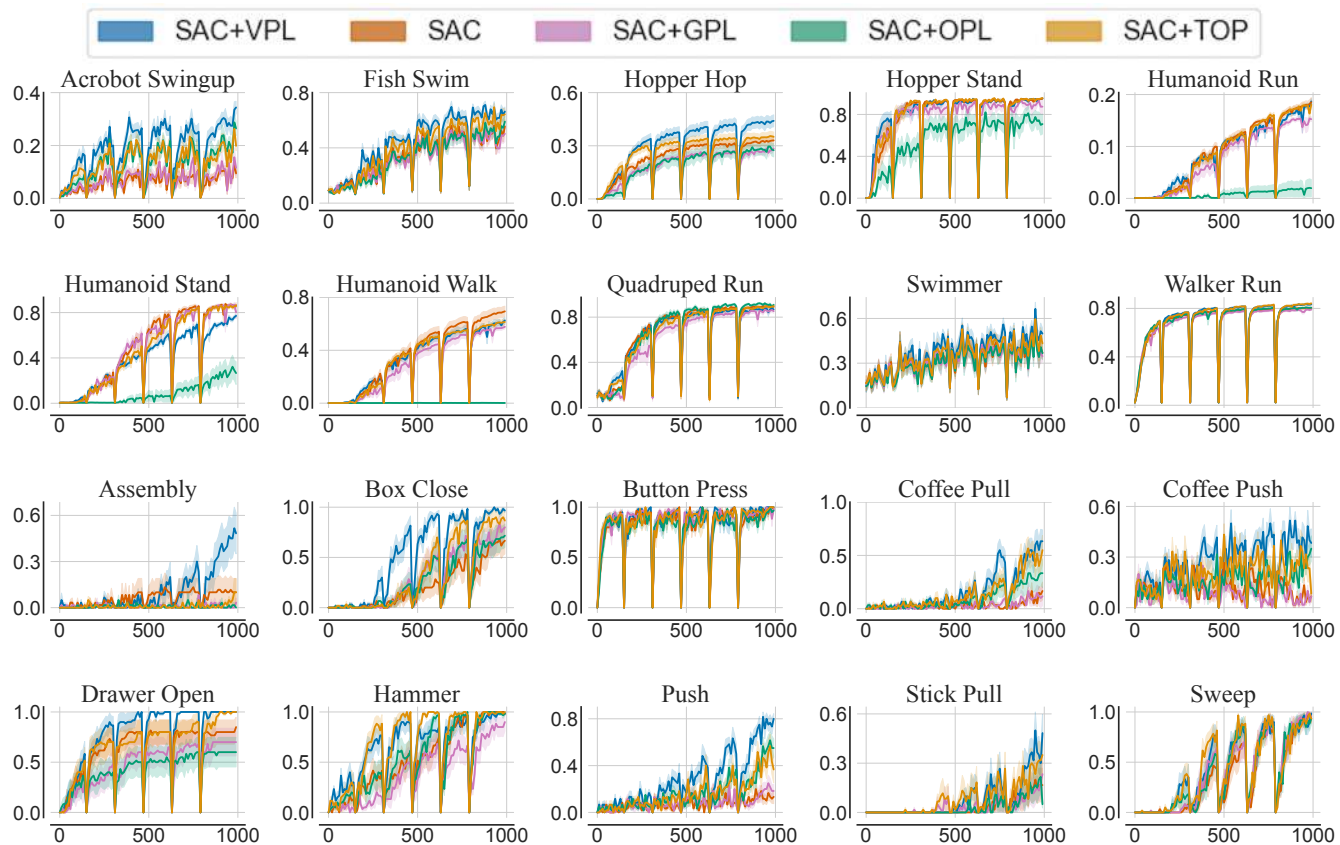 SAC+VPL SAC SAC+GPL SAC+OPL SAC+TOP
Acrobot Swingup Fish Swim Hopper Hop Hopper Stand Humanoid Run
0.4 0.8 0.6 0.8 0.2
0.2 0.4 0.3 0.4 0.1
0.0 0.0 0.0 0.0 0.0
0 500 1000 0 500 1000 0 500 1000 0 500 1000 0 500 1000
Humanoid Stand Humanoid Walk Quadruped Run Swimmer Walker Run
0.8 0.8 0.8 0.6 0.8
0.4 0.4 0.4 0.3 0.4
0.0 0.0 0.0 0.0 0.0
0 500 1000 0 500 1000 0 500 1000 0 500 1000 0 500 1000
Assembly Box Close Button Press Coffee Pull Coffee Push
0.6 1.0 1.0 1.0 0.6
0.3 0.5 0.5 0.5 0.3
0.0 0.0 0.0 0.0 0.0
0 500 1000 0 500 1000 0 500 1000 0 500 1000 0 500 1000
Drawer Open Hammer Push Stick Pull Sweep
1.0 1.0 0.8 0.6 1.0
0.5 0.5 0.4 0.3 0.5
0.0 0.0 0.0 0.0 0.0
0 500 1000 0 500 1000 0 500 1000 0 500 1000 0 500 1000